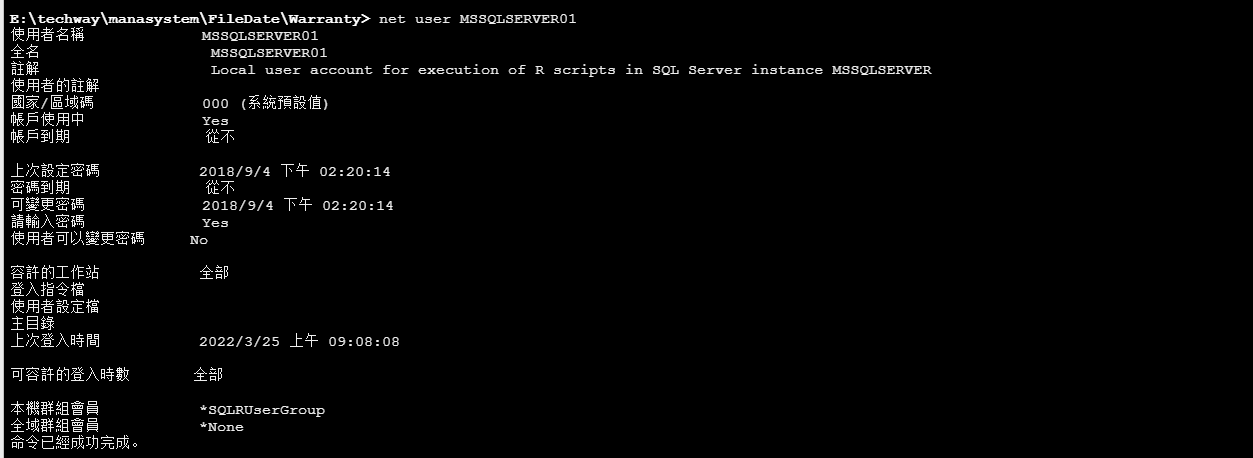 E:\techway\manasystem\FileDate\Warranty> net user MSSQLSERVER01
使用者名稱 MSSQLSERVER01
全名 MSSQLSERVER01
註解 Local user account for execution of R scripts in SQL Server instance MSSQLSERVER
使用者的註解
國家/區域碼 000 (系統預設值)
帳戶使用中 Yes
帳戶到期 從不
上次設定密碼 2018/9/4 下午 02:20:14
密碼到期 從不
可變更密碼 2018/9/4 下午 02:20:14
請輸入密碼 Yes
使用者可以變更密碼 No
容許的工作站 全部
登入指令檔
使用者設定檔
主目錄
上次登入時間 2022/3/25 上午 09:08:08
可容許的登入時數 全部
本機群組會員 *SQLRUserGroup
全域群組會員 *None
命令已經成功完成。